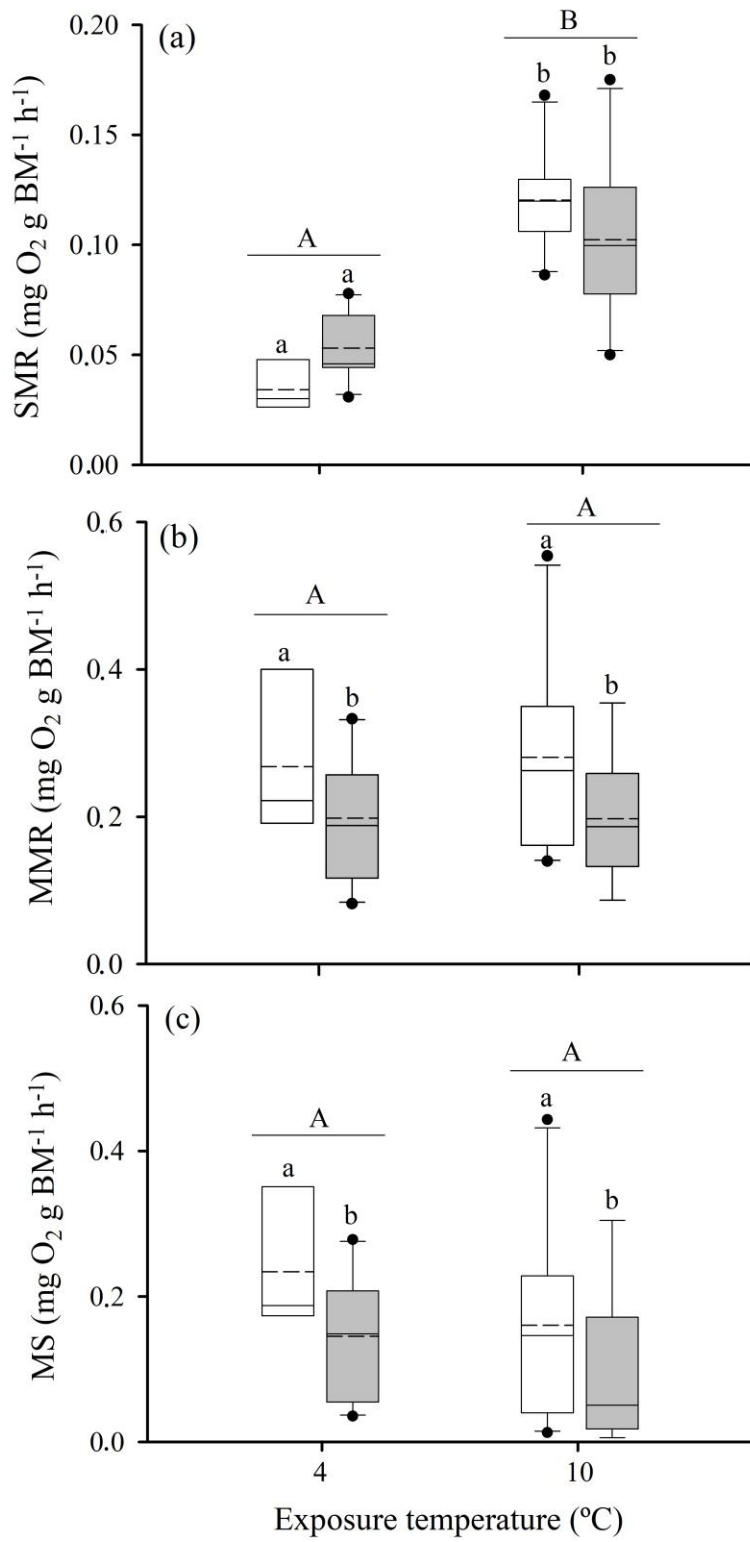 (a)
SMR (mg O₂ g BM⁻¹ h⁻¹)
0.20
0.15
0.10
0.05
0.00
A
a
a
B
b
b
(b)
MMR (mg O₂ g BM⁻¹ h⁻¹)
0.6
0.4
0.2
0.0
A
a
b
A
a
b
(c)
MS (mg O₂ g BM⁻¹ h⁻¹)
0.6
0.4
0.2
0.0
A
a
b
A
a
b
4
10
Exposure temperature (ºC)